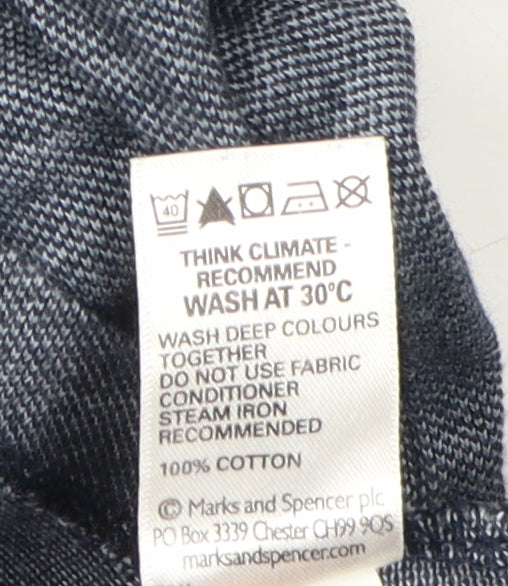 40
THINK CLIMATE -
RECOMMEND
WASH AT 30°C
WASH DEEP COLOURS
TOGETHER
DO NOT USE FABRIC
CONDITIONER
STEAM IRON
RECOMMENDED
100% COTTON
© Marks and Spencer plc
PO Box 3339 Chester CH99 9QS
marksandspencer.com